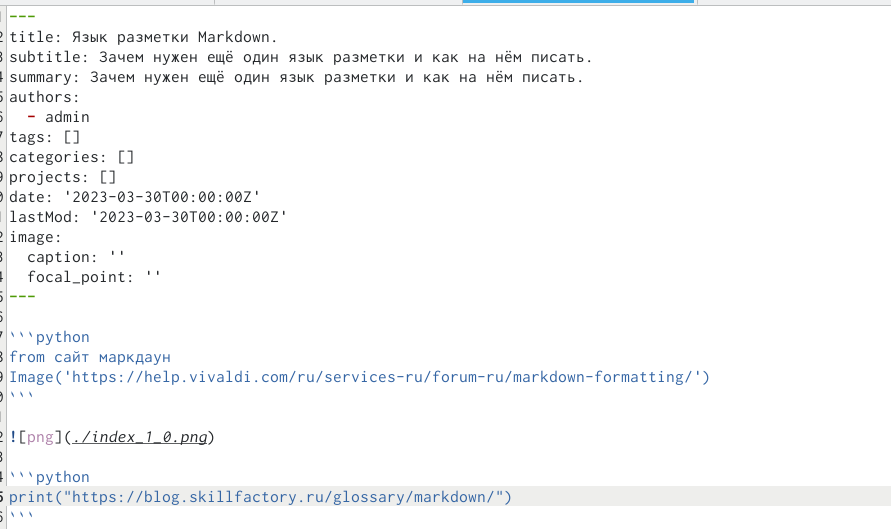 ---
title: Язык разметки Markdown.
subtitle: Зачем нужен ещё один язык разметки и как на нём писать.
summary: Зачем нужен ещё один язык разметки и как на нём писать.
authors:
  - admin
tags: []
categories: []
projects: []
date: '2023-03-30T00:00:00Z'
lastMod: '2023-03-30T00:00:00Z'
image:
  caption: ''
  focal_point: ''
---
```python
from сайт маркдаун
Image('https://help.vivaldi.com/ru/services-ru/forum-ru/markdown-formatting/')
```
![png](./index_1_0.png)
```python
print("https://blog.skillfactory.ru/glossary/markdown/")
```